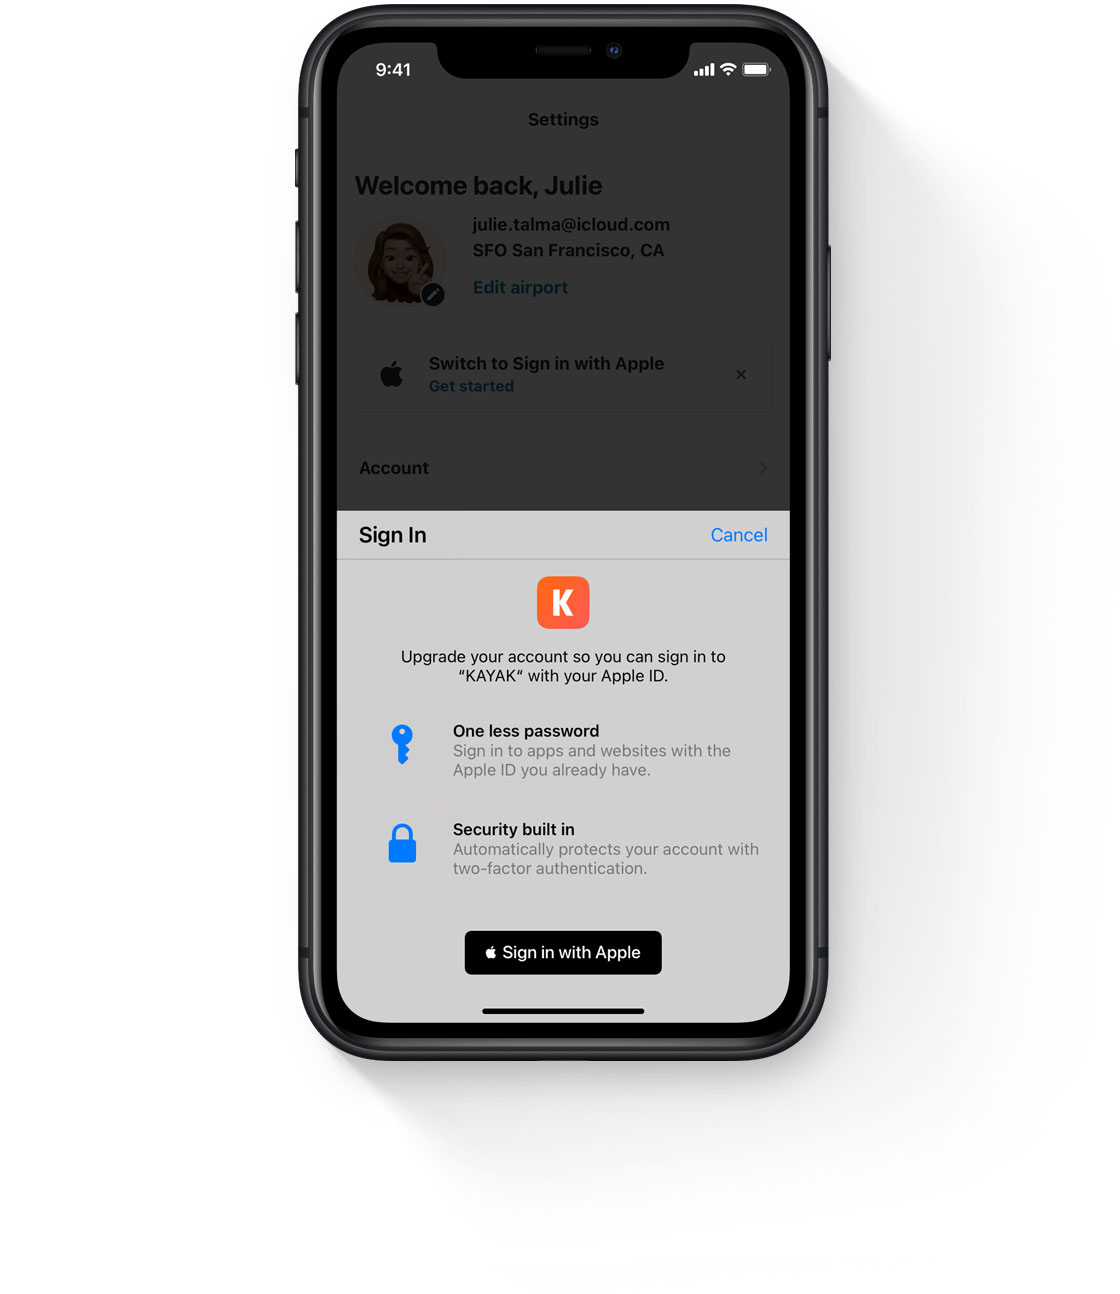 9:41
Settings
Welcome back, Julie
julie.talma@icloud.com
SFO San Francisco, CA
Edit airport
Switch to Sign in with Apple
Get started
Account
Sign In
Cancel
K
Upgrade your account so you can sign in to
“KAYAK“ with your Apple ID.
One less password
Sign in to apps and websites with the
Apple ID you already have.
Security built in
Automatically protects your account with
two-factor authentication.
Sign in with Apple